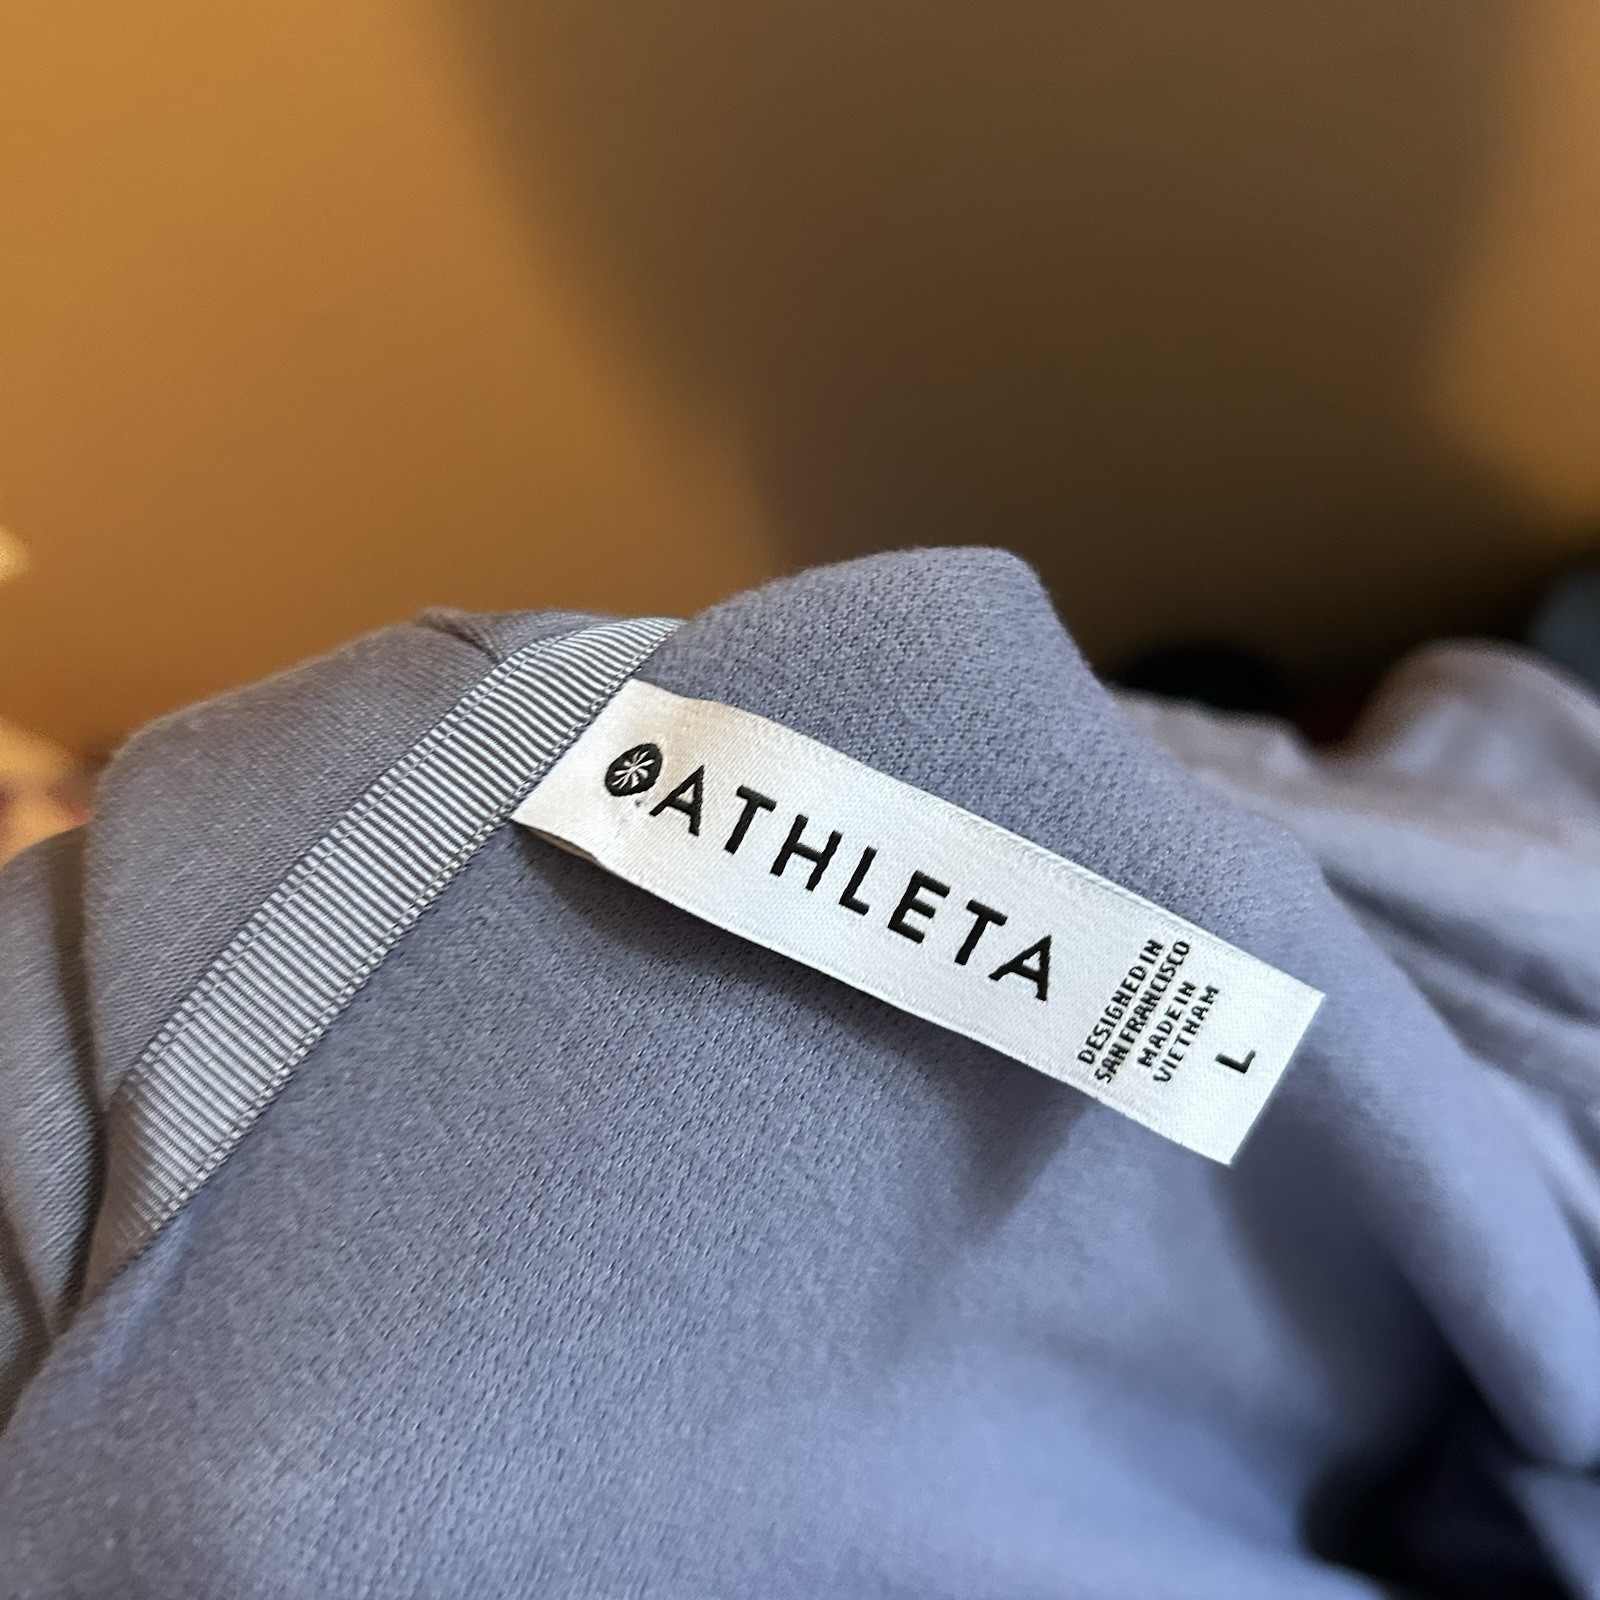 ATHLETA
DESIGNED IN
SAN FRANCISCO
MADE IN
VIETNAM
L